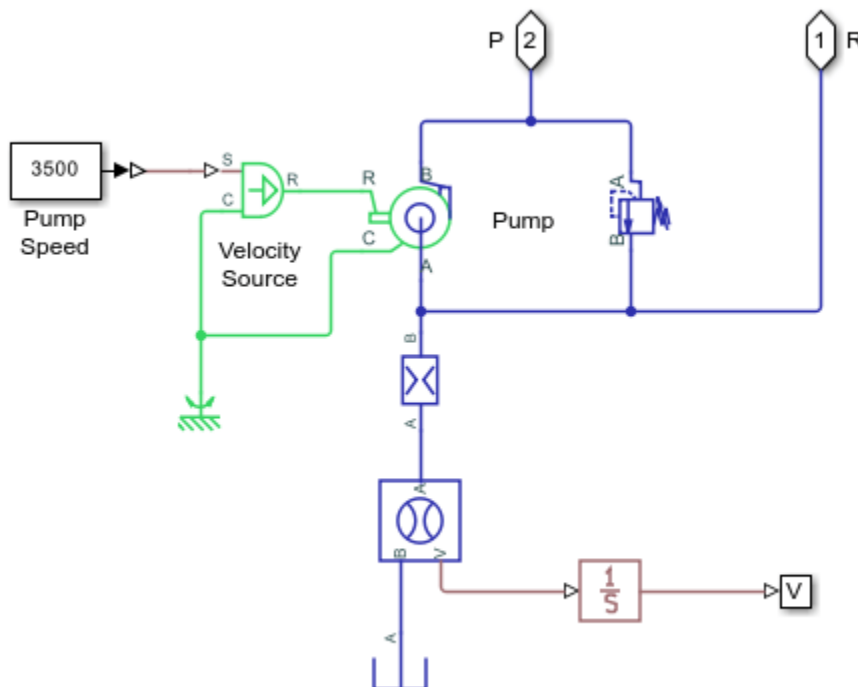 P
2
1
R
3500
Pump
Speed
S
C
R
Velocity
Source
R
C
B
A
Pump
A
B
B
A
A
B
V
1
S
V
A